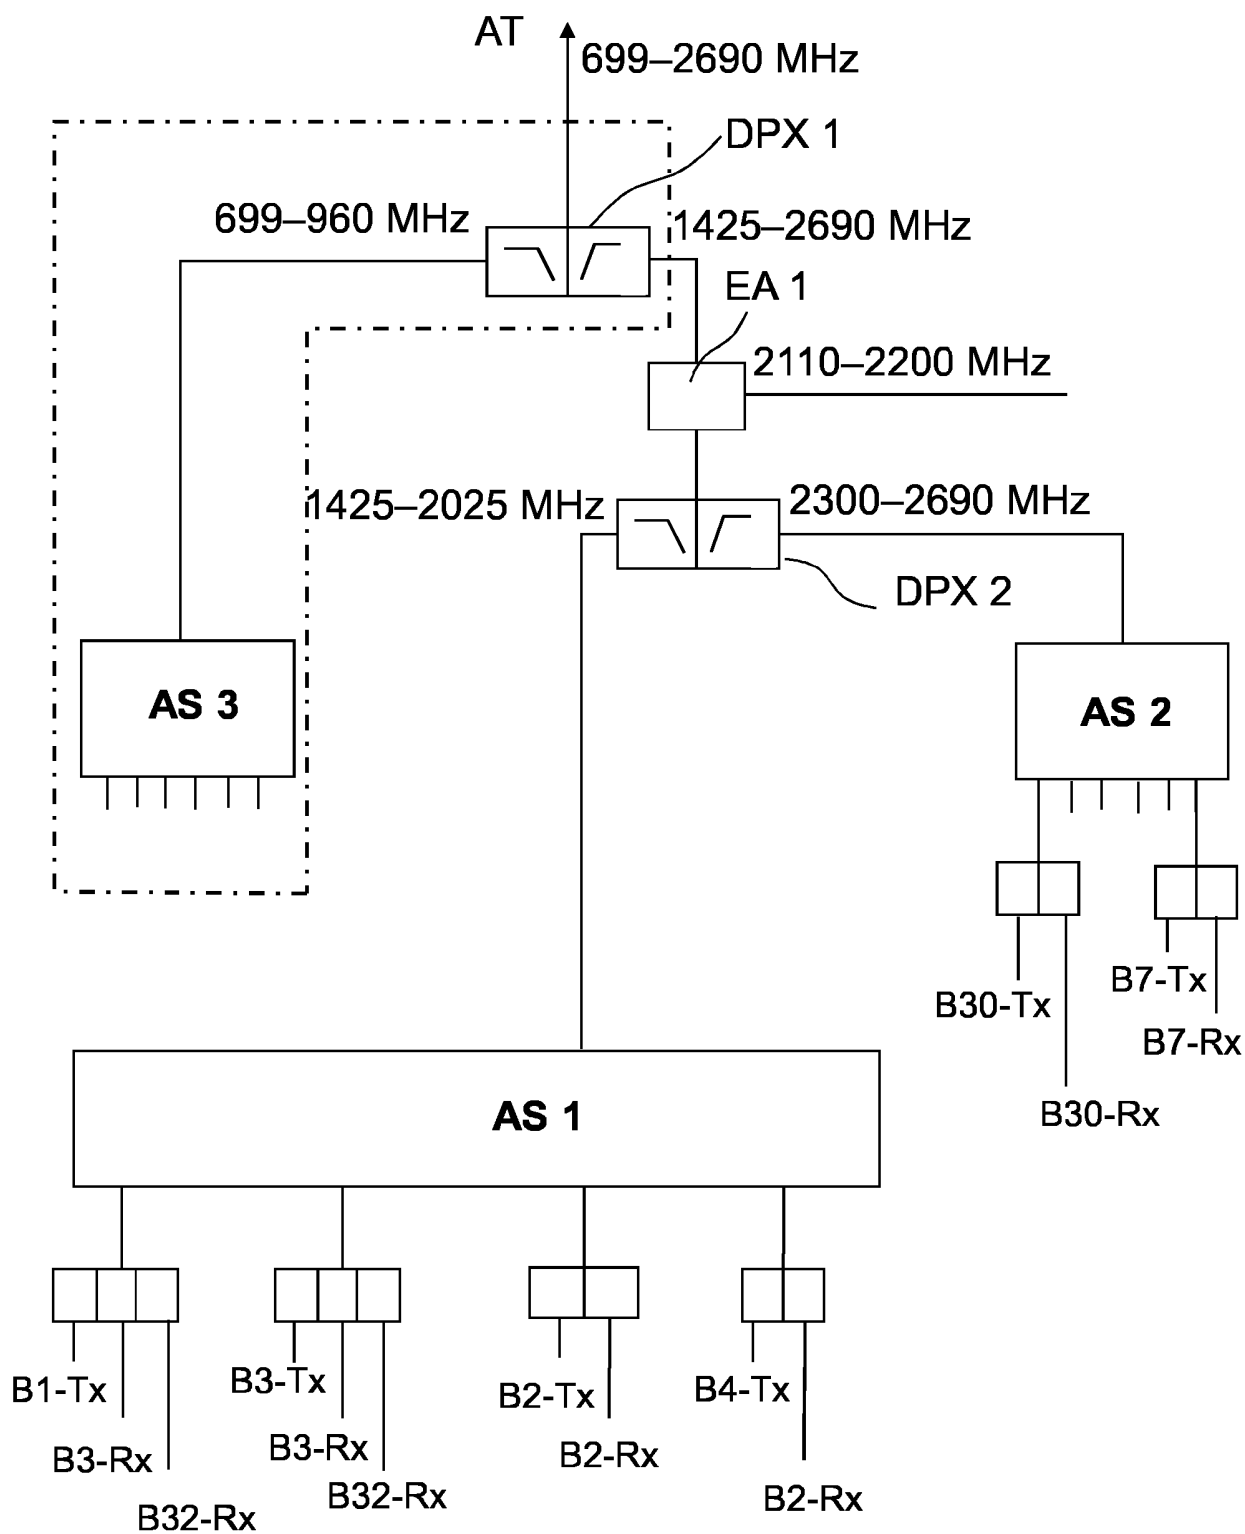 AT
699–2690 MHz
DPX 1
699–960 MHz
1425–2690 MHz
EA 1
2110–2200 MHz
1425–2025 MHz
2300–2690 MHz
DPX 2
AS 3
AS 2
B7-Tx
B30-Tx
B7-Rx
B30-Rx
AS 1
B1-Tx
B3-Tx
B2-Tx
B4-Tx
B3-Rx
B3-Rx
B2-Rx
B32-Rx
B32-Rx
B2-Rx